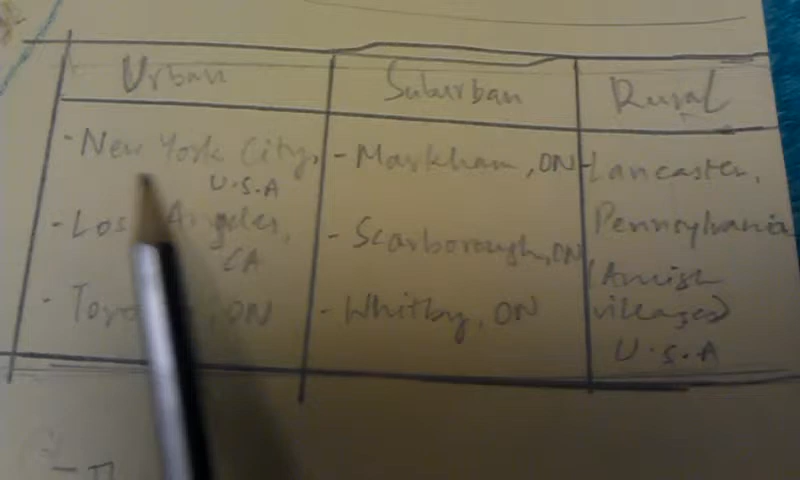 Urban
Suburban
Rural
- New York City,
U.S.A
- Los Angeles,
CA
ON
- Markham, ON
- Scarborough, ON
- Whitby, ON
- Lancaster,
Pennsylvania
(Amish
villages)
U.S.A